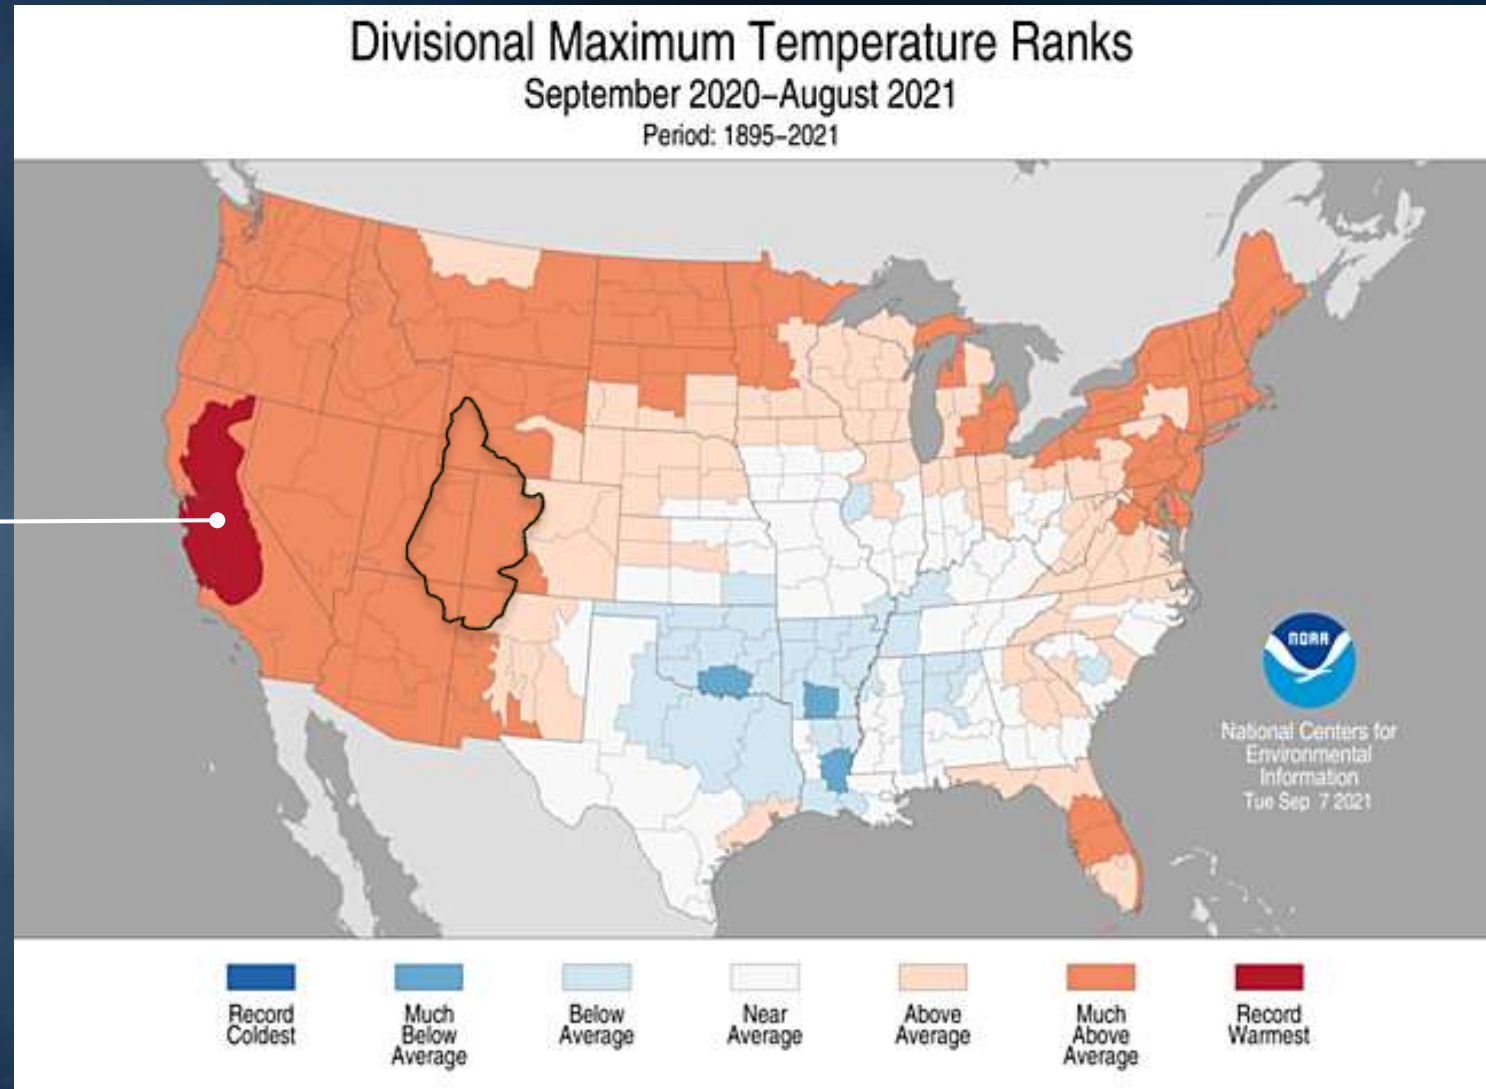 Divisional Maximum Temperature Ranks
September 2020–August 2021
Period: 1895–2021
NOAA
National Centers for
Environmental
Information
Tue Sep 7 2021
Record
Coldest
Much
Below
Average
Below
Average
Near
Average
Above
Average
Much
Above
Average
Record
Warmest